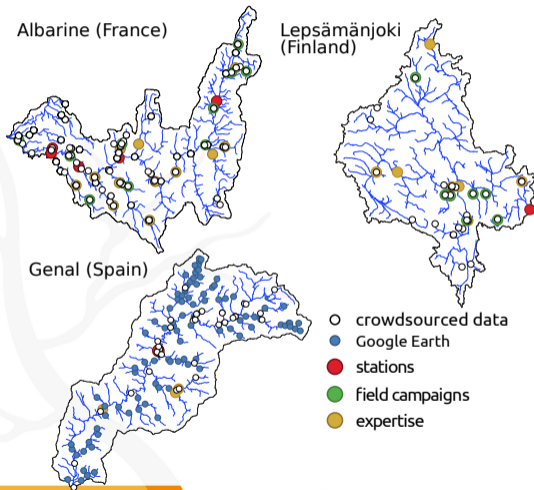 Albarine (France)
Lepsämänjoki
(Finland)
Genal (Spain)
crowdsourced data
Google Earth
stations
field campaigns
expertise